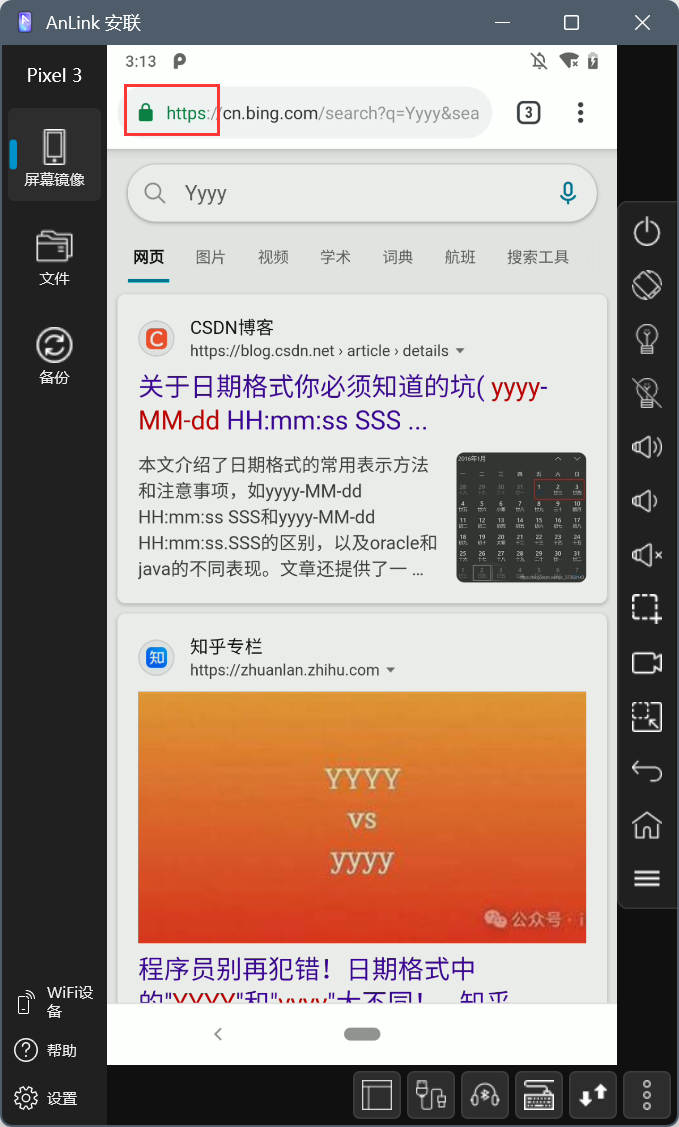 AnLink 安联
Pixel 3
屏幕镜像
文件
备份
WiFi设
备
帮助
设置
3:13
https://cn.bing.com/search?q=Yyyy&sea
3
Yyyy
网页 图片 视频 学术 词典 航班 搜索工具
CSDN博客
https://blog.csdn.net › article › details
关于日期格式你必须知道的坑( yyyy-
MM-dd HH:mm:ss SSS ...
本文介绍了日期格式的常用表示方法
和注意事项，如yyyy-MM-dd
HH:mm:ss SSS和yyyy-MM-dd
HH:mm:ss.SSS的区别，以及oracle和
java的不同表现。文章还提供了一 ...
2016年1月
知乎专栏
https://zhuanlan.zhihu.com
知
YYYY
vs
yyyy
公众号 · i
程序员别再犯错！日期格式中
的"YYYY"和"yyyy"大不同！ - 知乎